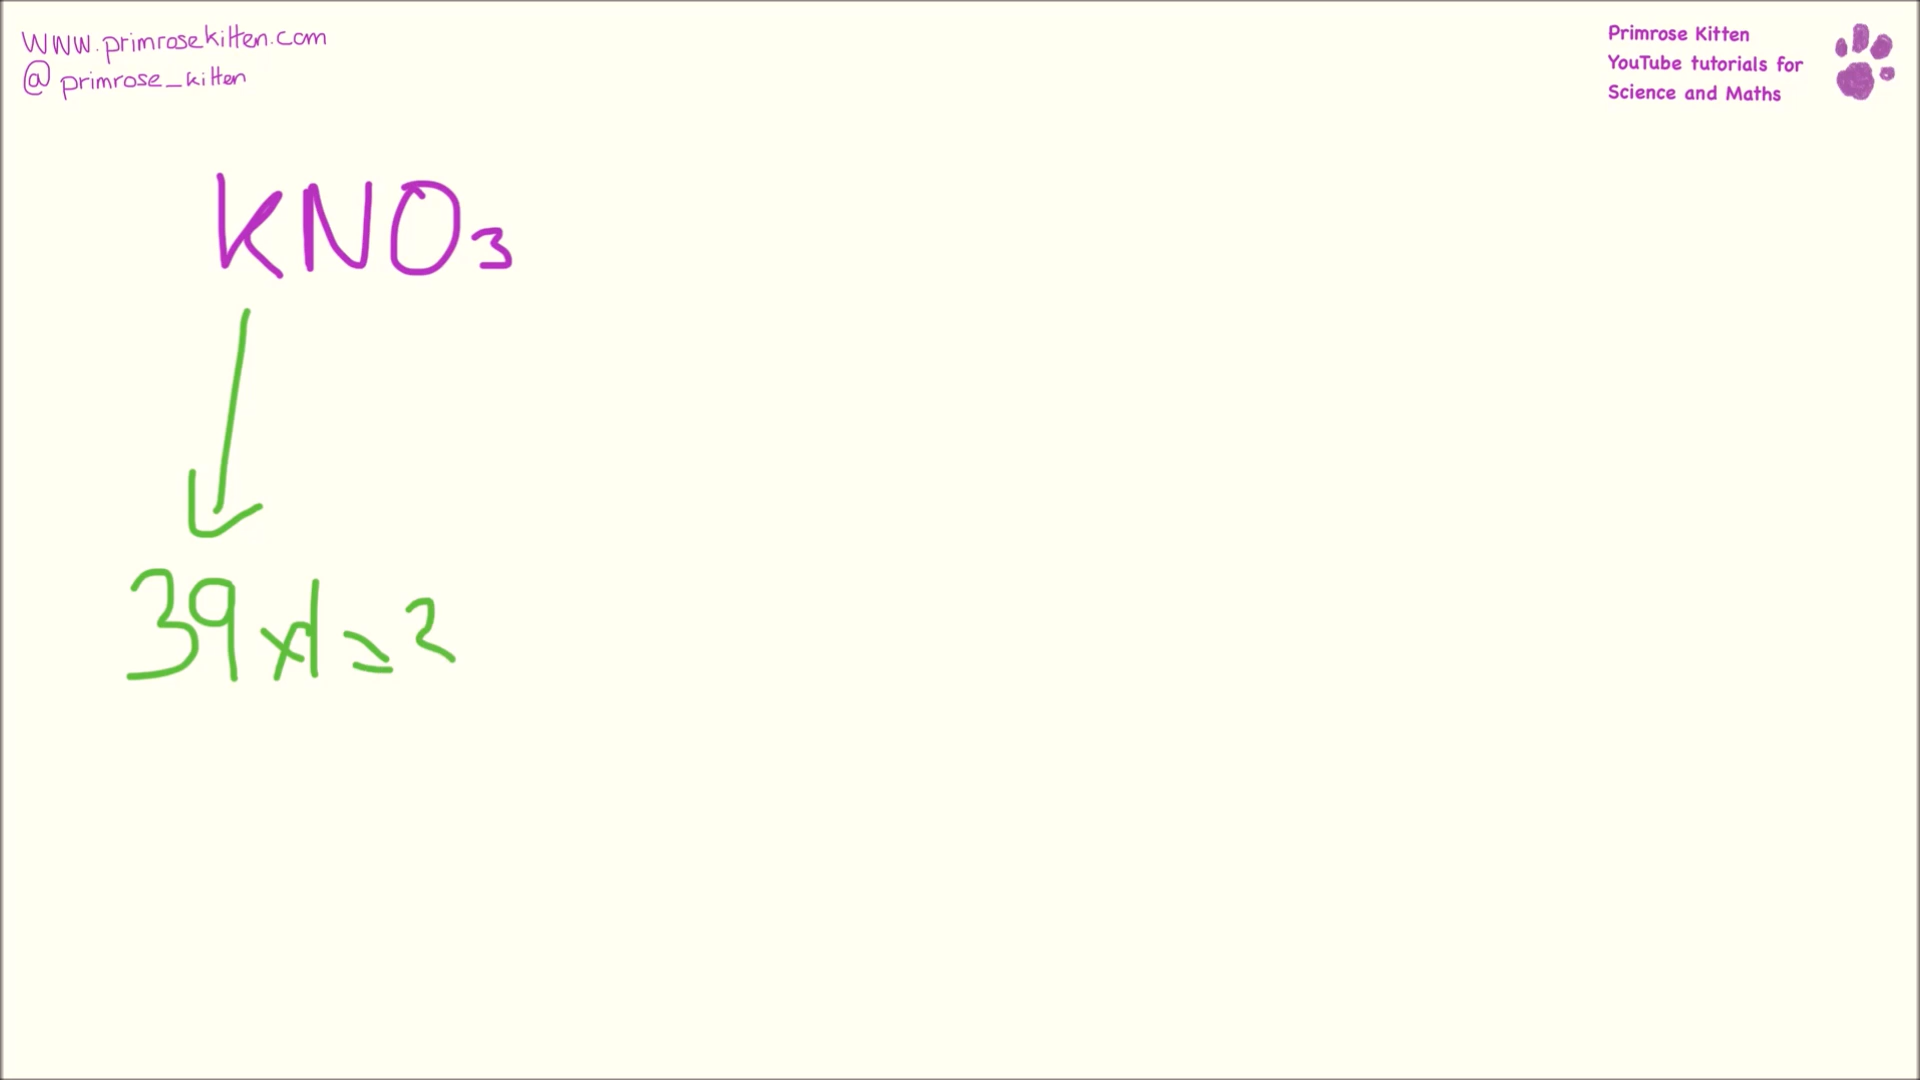 www.primrosekitten.com
@primrose_kitten
Primrose Kitten
YouTube tutorials for
Science and Maths
KNO₃
39x1=